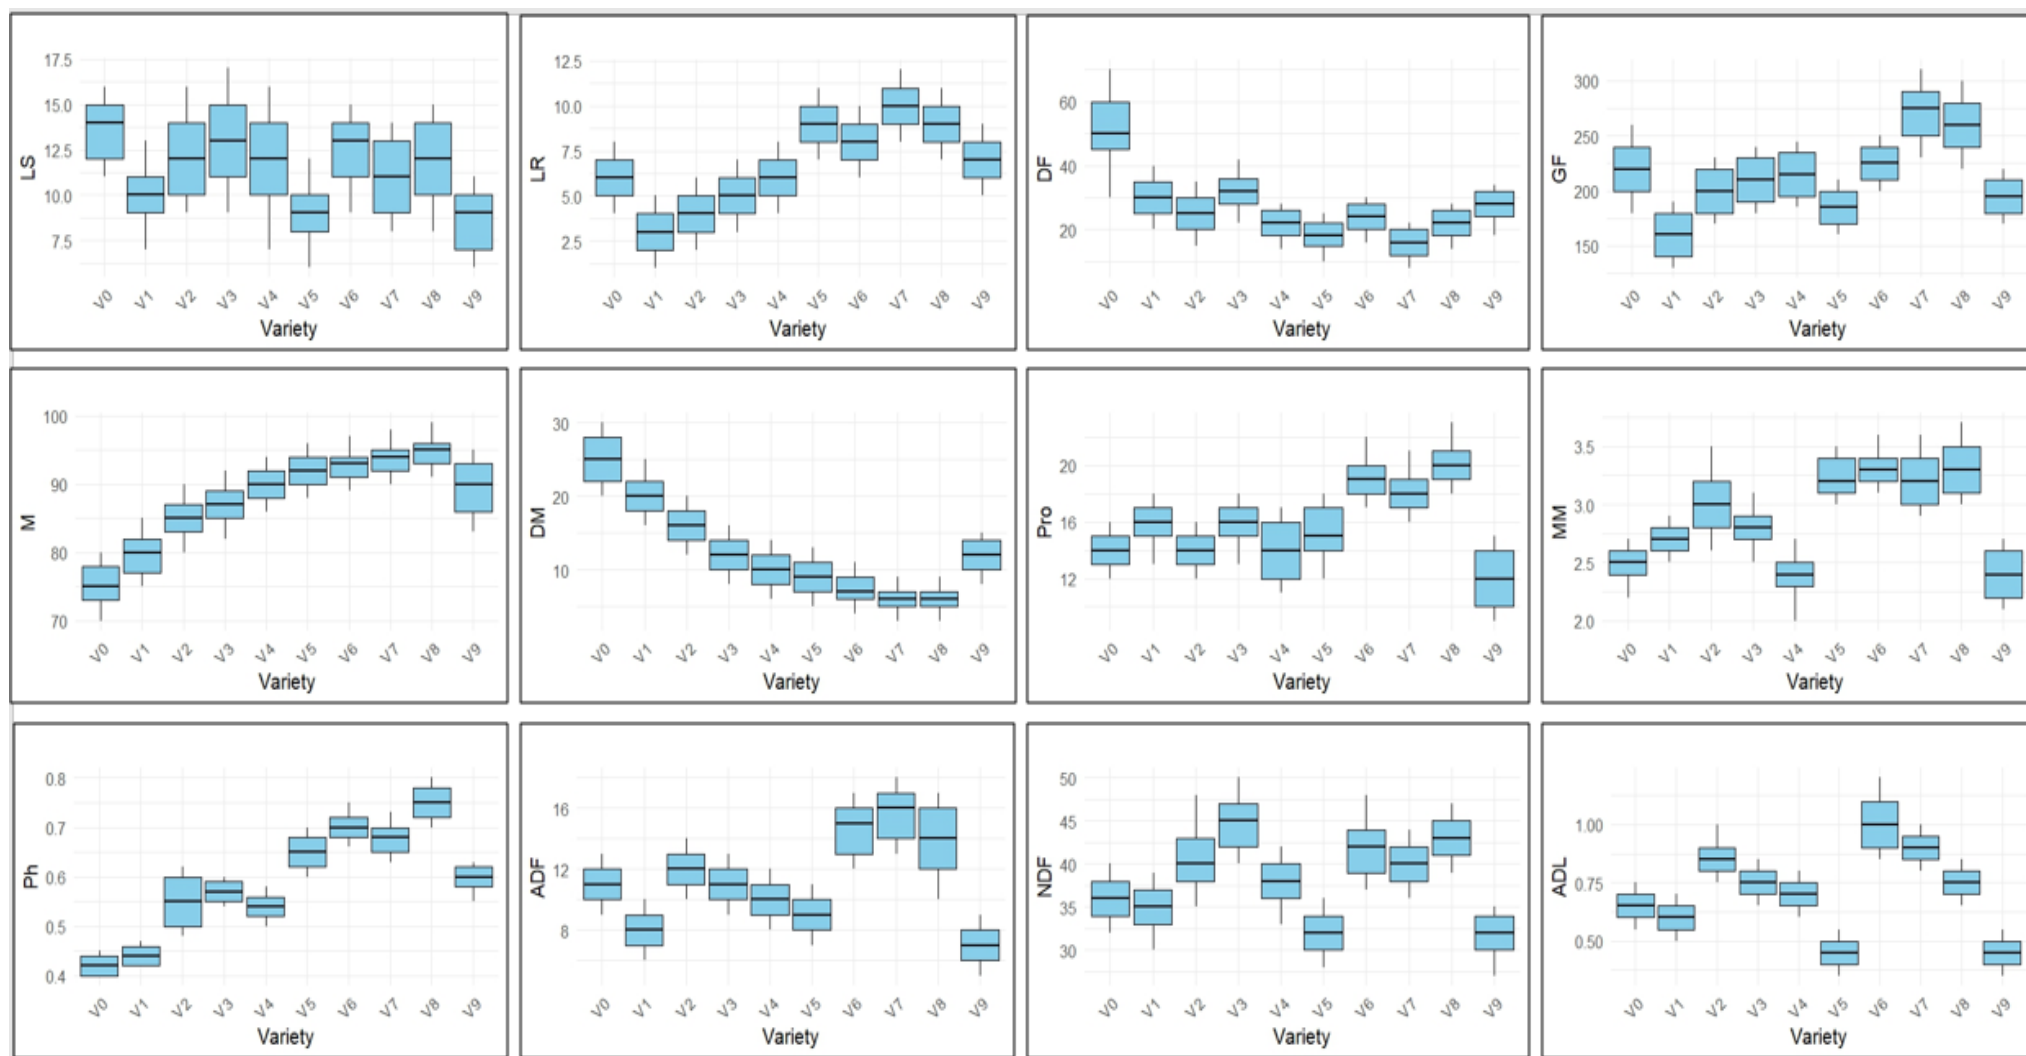 LS
17.5
15.0
12.5
10.0
7.5
V0 V1 V2 V3 V4 V5 V6 V7 V8 V9
Variety
LR
12.5
10.0
7.5
5.0
2.5
V0 V1 V2 V3 V4 V5 V6 V7 V8 V9
Variety
DF
60
40
20
V0 V1 V2 V3 V4 V5 V6 V7 V8 V9
Variety
GF
300
250
200
150
V0 V1 V2 V3 V4 V5 V6 V7 V8 V9
Variety
M
100
90
80
70
V0 V1 V2 V3 V4 V5 V6 V7 V8 V9
Variety
DM
30
20
10
V0 V1 V2 V3 V4 V5 V6 V7 V8 V9
Variety
Pro
20
16
12
V0 V1 V2 V3 V4 V5 V6 V7 V8 V9
Variety
MM
3.5
3.0
2.5
2.0
V0 V1 V2 V3 V4 V5 V6 V7 V8 V9
Variety
Ph
0.8
0.7
0.6
0.5
0.4
V0 V1 V2 V3 V4 V5 V6 V7 V8 V9
Variety
ADF
16
12
8
V0 V1 V2 V3 V4 V5 V6 V7 V8 V9
Variety
NDF
50
45
40
35
30
V0 V1 V2 V3 V4 V5 V6 V7 V8 V9
Variety
ADL
1.00
0.75
0.50
V0 V1 V2 V3 V4 V5 V6 V7 V8 V9
Variety